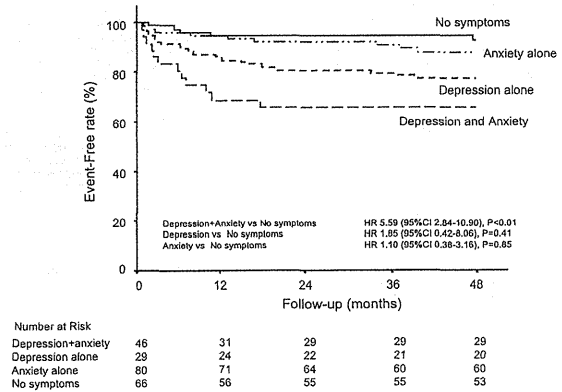 Event-Free rate (%)
100
80
60
40
20
0
No symptoms
Anxiety alone
Depression alone
Depression and Anxiety
Depression+Anxiety vs No symptoms HR 5.59 (95%CI 2.84-10.90), P<0.01
Depression vs No symptoms HR 1.85 (95%CI 0.42-8.06), P=0.41
Anxiety vs No symptoms HR 1.10 (95%CI 0.38-3.16), P=0.85
0 12 24 36 48
Follow-up (months)
Number at Risk
Depression+anxiety 46 31 29 29 29
Depression alone 29 24 22 21 20
Anxiety alone 80 71 64 60 60
No symptoms 66 56 55 55 53